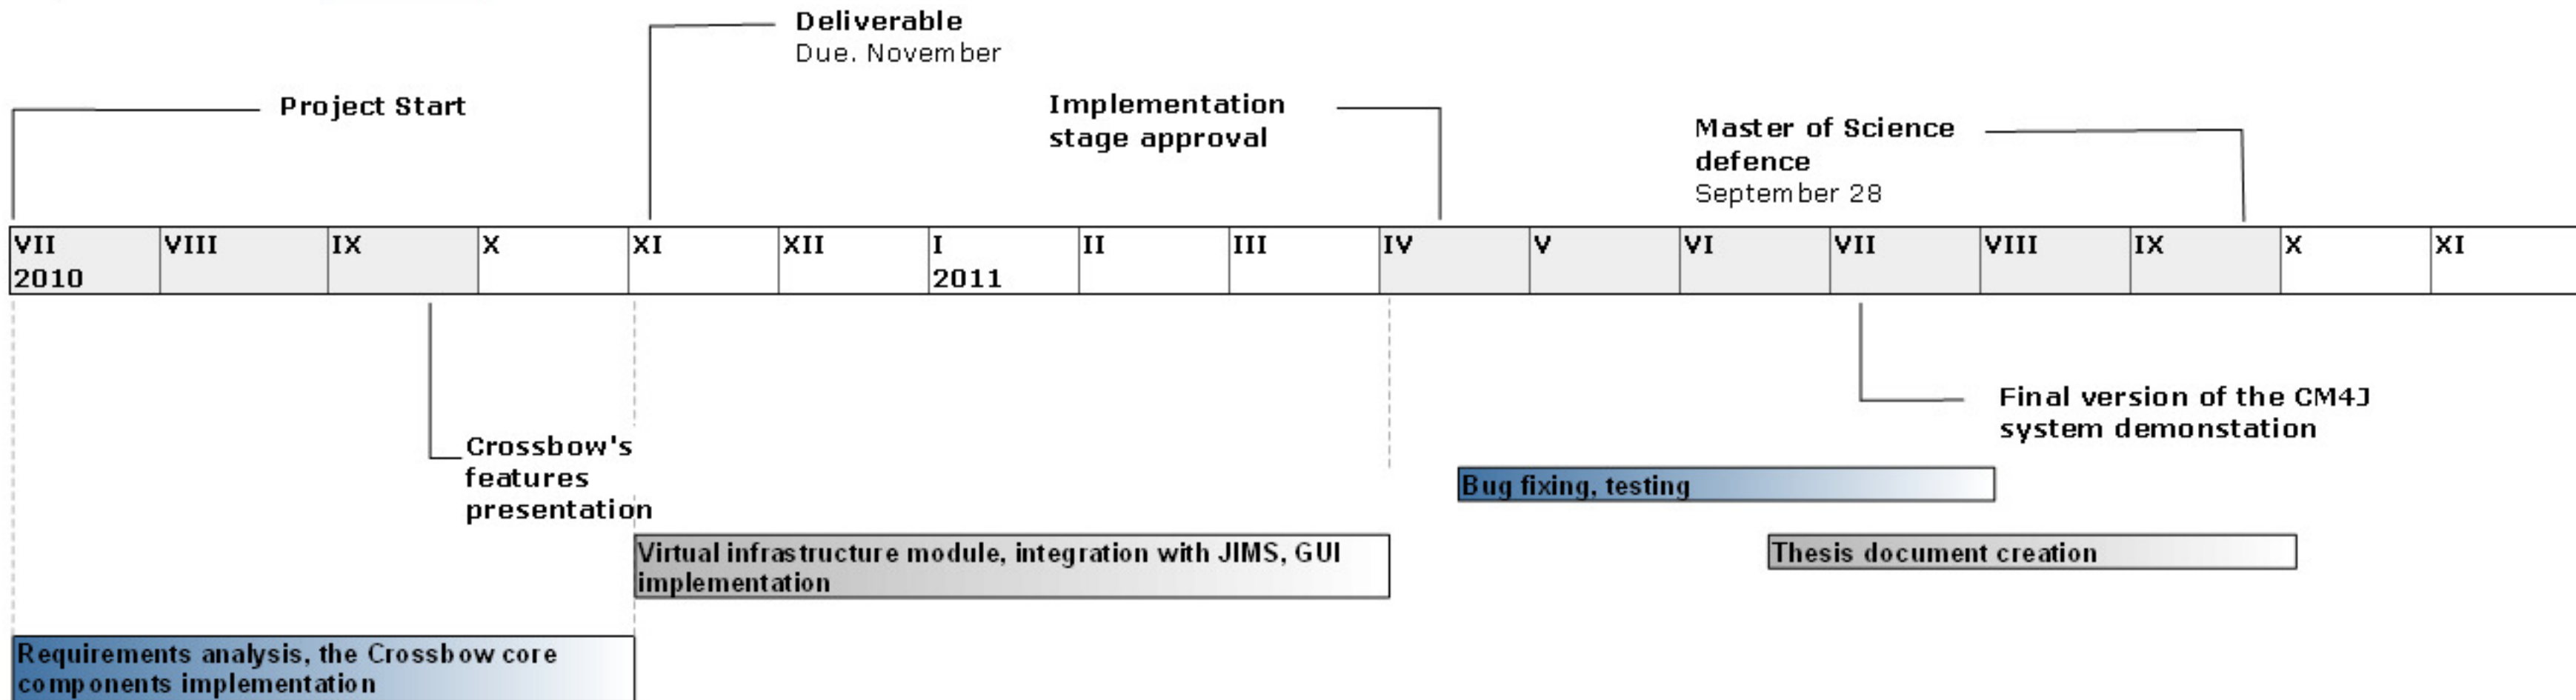 Deliverable
Due. November
Project Start
Implementation
stage approval
Master of Science
defence
September 28
VII VIII IX X XI XII I II III IV V VI VII VIII IX X XI
2010 2011
Crossbow's
features
presentation
Final version of the CM4J
system demonstation
Bug fixing, testing
Virtual infrastructure module, integration with JIMS, GUI
implementation
Thesis document creation
Requirements analysis, the Crossbow core
components implementation